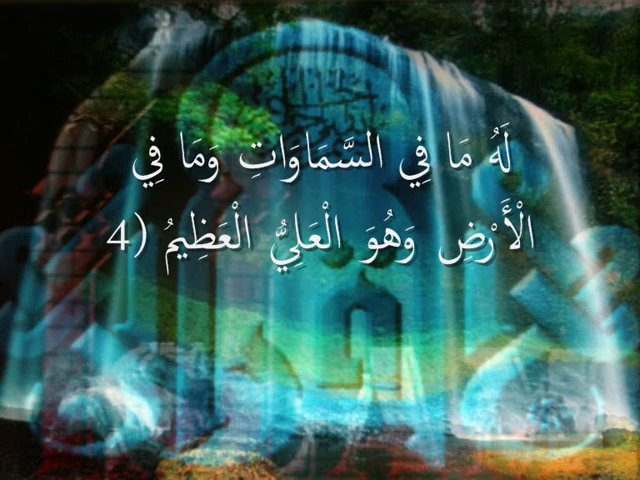 لَهُ مَا فِي السَّمَاوَاتِ وَمَا فِي
الْأَرْضِ وَهُوَ الْعَلِيُّ الْعَظِيمُ (4